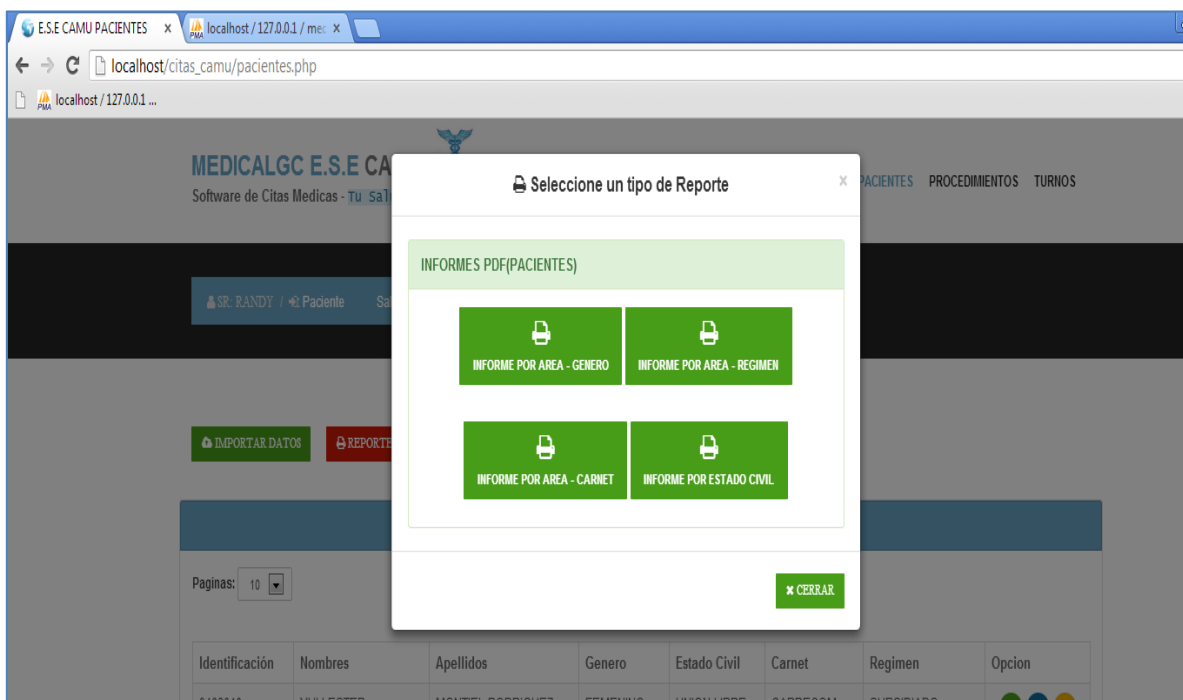 E.S.E CAMU PACIENTES x
localhost / 127.0.0.1 / mec x
localhost/citas_camu/pacientes.php
localhost / 127.0.0.1 ...
MEDICALGC E.S.E CA
Software de Citas Medicas - Tu Sal
PACIENTES PROCEDIMIENTOS TURNOS
Seleccione un tipo de Reporte x
INFORMES PDF(PACIENTES)
SR: RANDY / Paciente Sal
INFORME POR AREA - GENERO INFORME POR AREA - REGIMEN
IMPORTAR DATOS REPORTE
INFORME POR AREA - CARNET INFORME POR ESTADO CIVIL
Paginas: 10
x CERRAR
Identificación Nombres Apellidos Genero Estado Civil Carnet Regimen Opcion